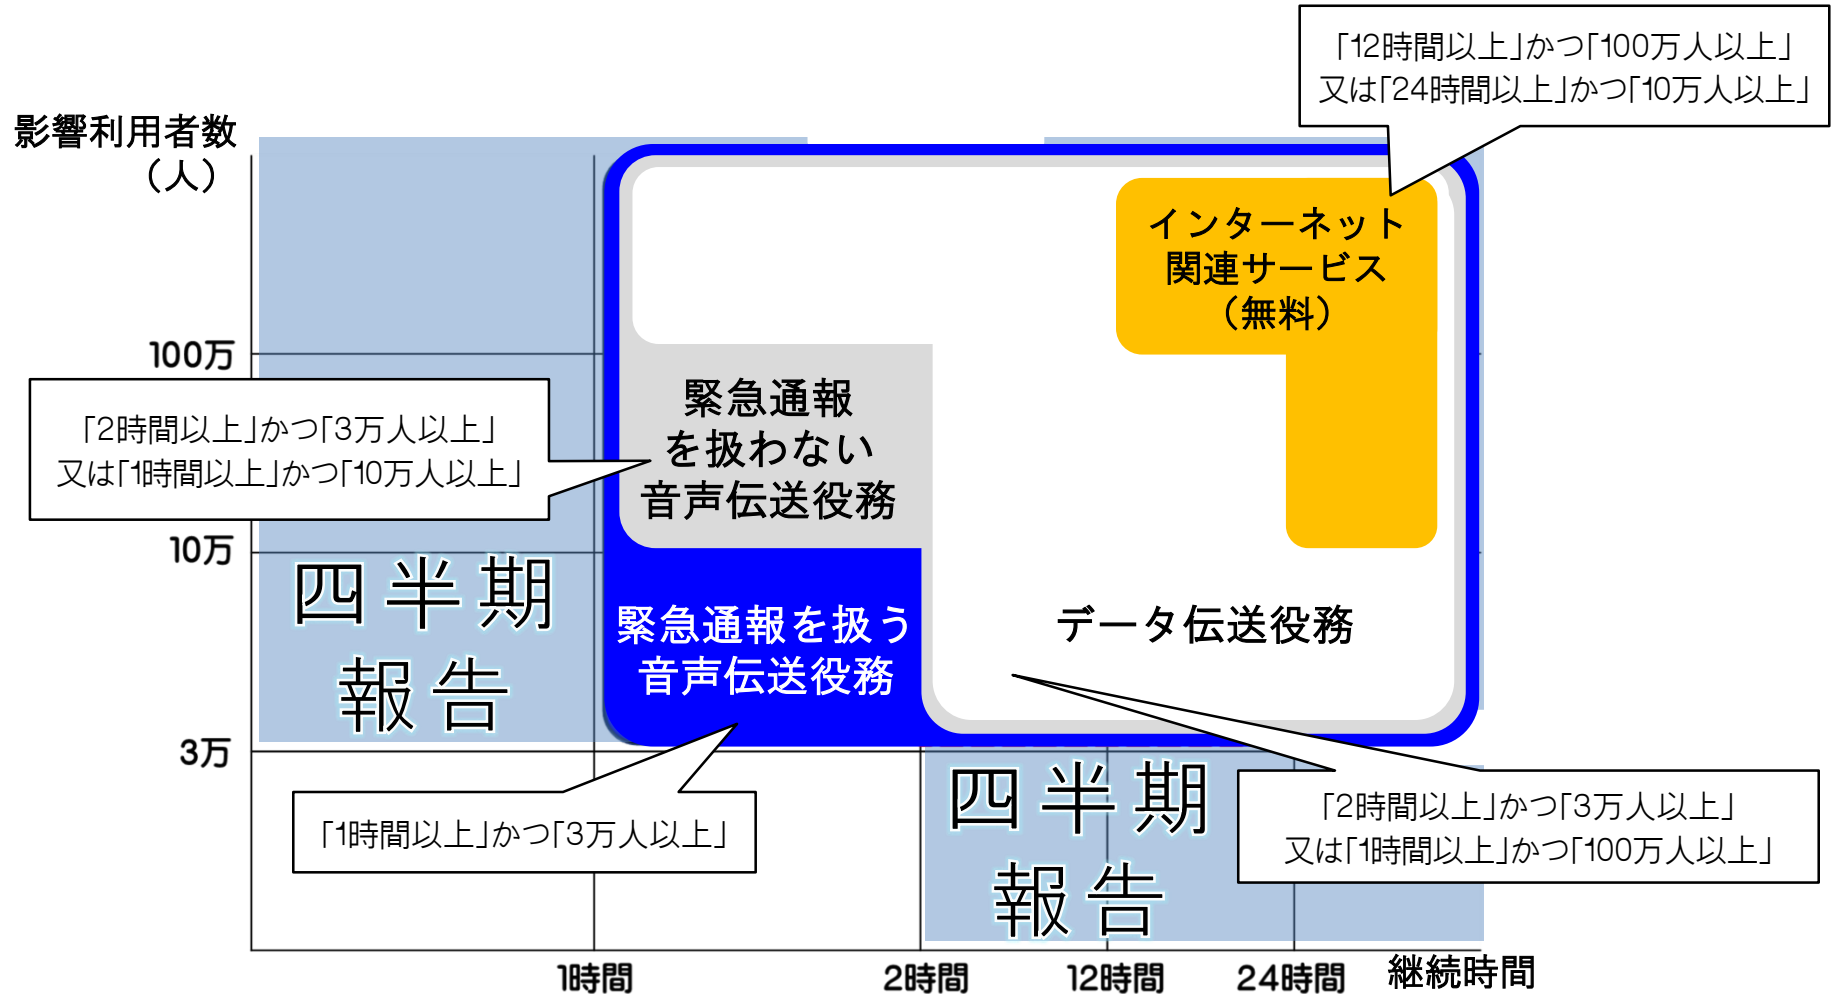 「12時間以上」かつ「100万人以上」
又は「24時間以上」かつ「10万人以上」
影響利用者数
（人）
インターネット
関連サービス
（無料）
100万
緊急通報
を扱わない
音声伝送役務
「2時間以上」かつ「3万人以上」
又は「1時間以上」かつ「10万人以上」
10万
四半期
報告
緊急通報を扱う
音声伝送役務
データ伝送役務
3万
四半期
報告
「1時間以上」かつ「3万人以上」
「2時間以上」かつ「3万人以上」
又は「1時間以上」かつ「100万人以上」
1時間
2時間
12時間
24時間
継続時間